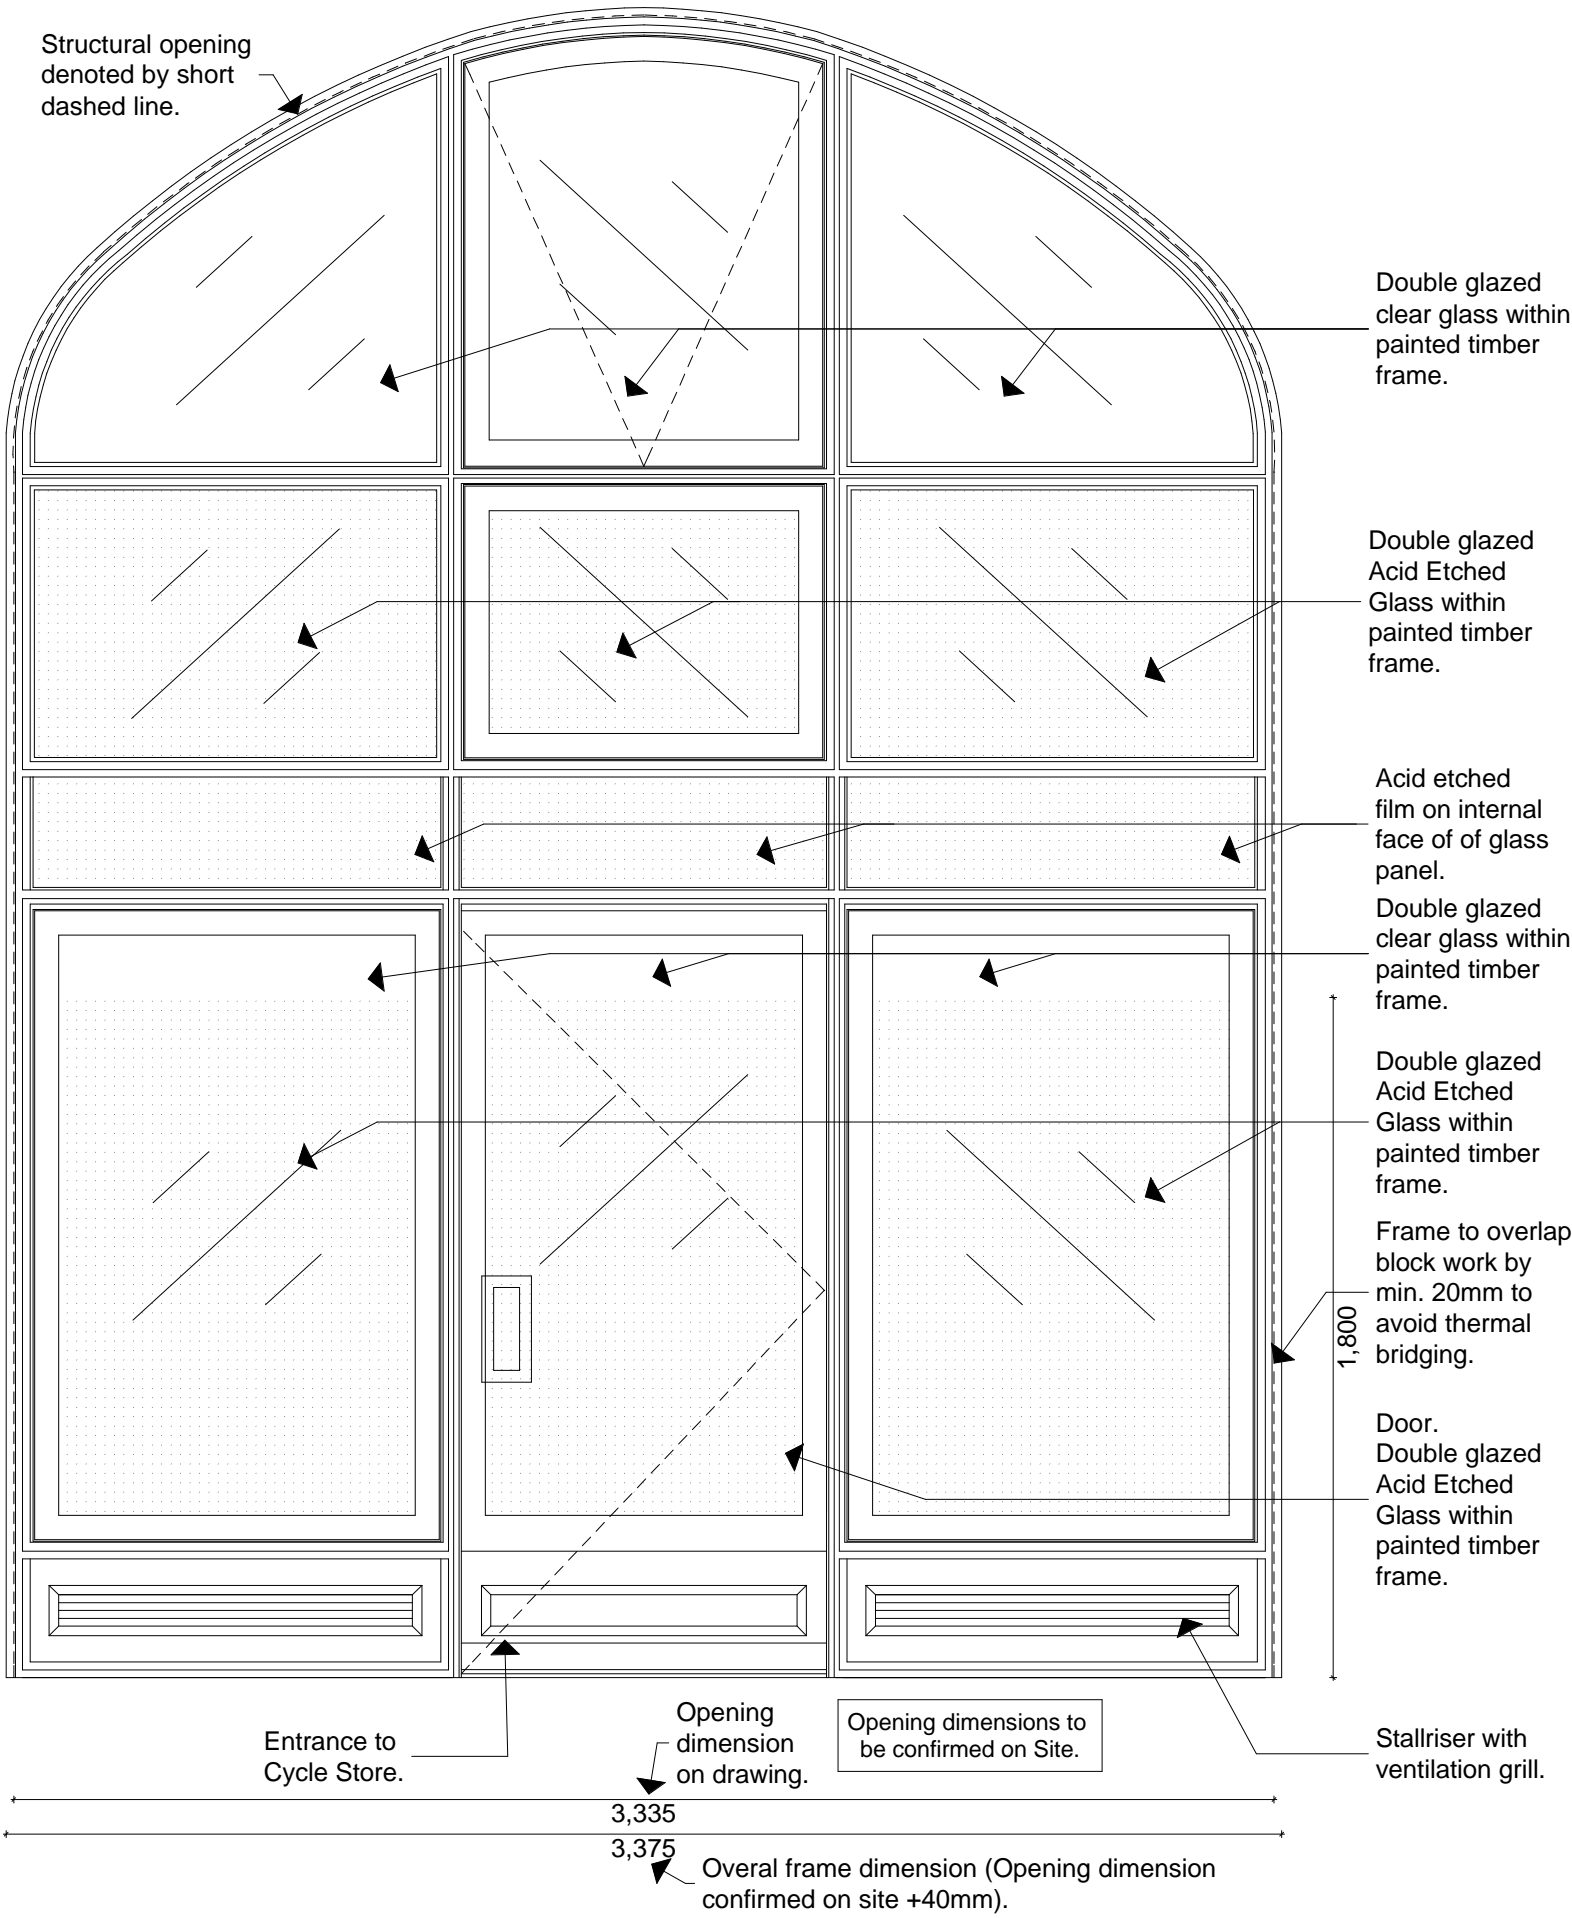 Structural opening
denoted by short
dashed line.
Double glazed
clear glass within
painted timber
frame.
Double glazed
Acid Etched
Glass within
painted timber
frame.
Acid etched
film on internal
face of of glass
panel.
Double glazed
clear glass within
painted timber
frame.
Double glazed
Acid Etched
Glass within
painted timber
frame.
Frame to overlap
block work by
min. 20mm to
avoid thermal
bridging.
1,800
Door.
Double glazed
Acid Etched
Glass within
painted timber
frame.
Stallriser with
ventilation grill.
Entrance to
Cycle Store.
Opening
dimension
on drawing.
Opening dimensions to
be confirmed on Site.
3,335
3,375
Overal frame dimension (Opening dimension
confirmed on site +40mm).